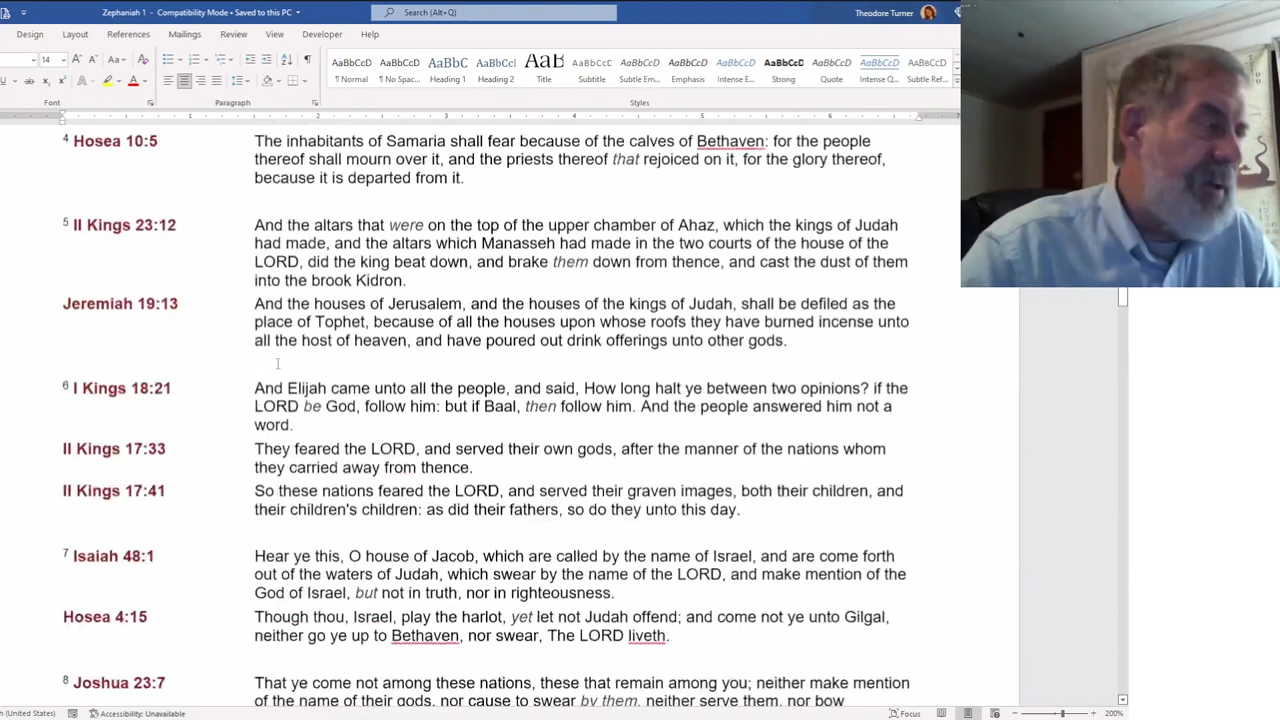 Zephaniah 1 - Compatibility Mode • Saved to this PC
Search (Alt+Q)
Theodore Turner
Design Layout References Mailings Review View Developer Help
14
Aa
AaBbCcD AaBbCcD AaBbC AaBbCc AaB AaBbCcD AaBbCcD AaBbCcD AaBbCcD AaBbCcD AaBbCcD AaBbCcD AaBbCcD
¶ Normal ¶ No Spac... Heading 1 Heading 2 Title Subtitle Subtle Em... Emphasis Intense E... Strong Quote Intense Q... Subtle Ref...
Font Paragraph Styles
1 2 3 4 5 6 7
4 Hosea 10:5 The inhabitants of Samaria shall fear because of the calves of Bethaven: for the people
thereof shall mourn over it, and the priests thereof that rejoiced on it, for the glory thereof,
because it is departed from it.
5 II Kings 23:12 And the altars that were on the top of the upper chamber of Ahaz, which the kings of Judah
had made, and the altars which Manasseh had made in the two courts of the house of the
LORD, did the king beat down, and brake them down from thence, and cast the dust of them
into the brook Kidron.
Jeremiah 19:13 And the houses of Jerusalem, and the houses of the kings of Judah, shall be defiled as the
place of Tophet, because of all the houses upon whose roofs they have burned incense unto
all the host of heaven, and have poured out drink offerings unto other gods.
6 I Kings 18:21 And Elijah came unto all the people, and said, How long halt ye between two opinions? if the
LORD be God, follow him: but if Baal, then follow him. And the people answered him not a
word.
II Kings 17:33 They feared the LORD, and served their own gods, after the manner of the nations whom
they carried away from thence.
II Kings 17:41 So these nations feared the LORD, and served their graven images, both their children, and
their children's children: as did their fathers, so do they unto this day.
7 Isaiah 48:1 Hear ye this, O house of Jacob, which are called by the name of Israel, and are come forth
out of the waters of Judah, which swear by the name of the LORD, and make mention of the
God of Israel, but not in truth, nor in righteousness.
Hosea 4:15 Though thou, Israel, play the harlot, yet let not Judah offend; and come not ye unto Gilgal,
neither go ye up to Bethaven, nor swear, The LORD liveth.
8 Joshua 23:7 That ye come not among these nations, these that remain among you; neither make mention
of the name of their gods, nor cause to swear by them, neither serve them, nor bow
(United States) Accessibility: Unavailable Focus 200%